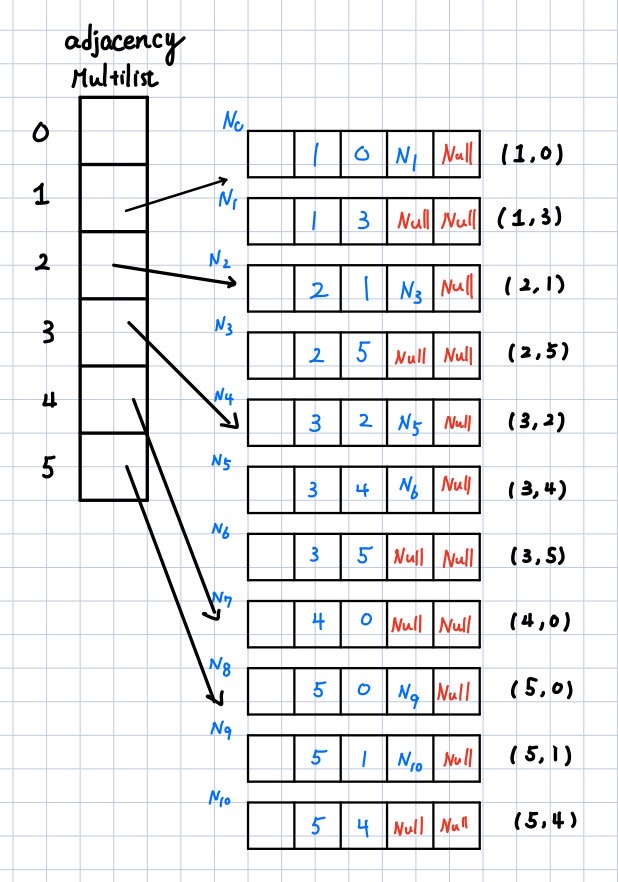 adjacency
Multilist
0
1
2
3
4
5
N0
1 0 N1 Null (1,0)
N1
1 3 Null Null (1,3)
N2
2 1 N3 Null (2,1)
N3
2 5 Null Null (2,5)
N4
3 2 N5 Null (3,2)
N5
3 4 N6 Null (3,4)
N6
3 5 Null Null (3,5)
N7
4 0 Null Null (4,0)
N8
5 0 N9 Null (5,0)
N9
5 1 N10 Null (5,1)
N10
5 4 Null Null (5,4)